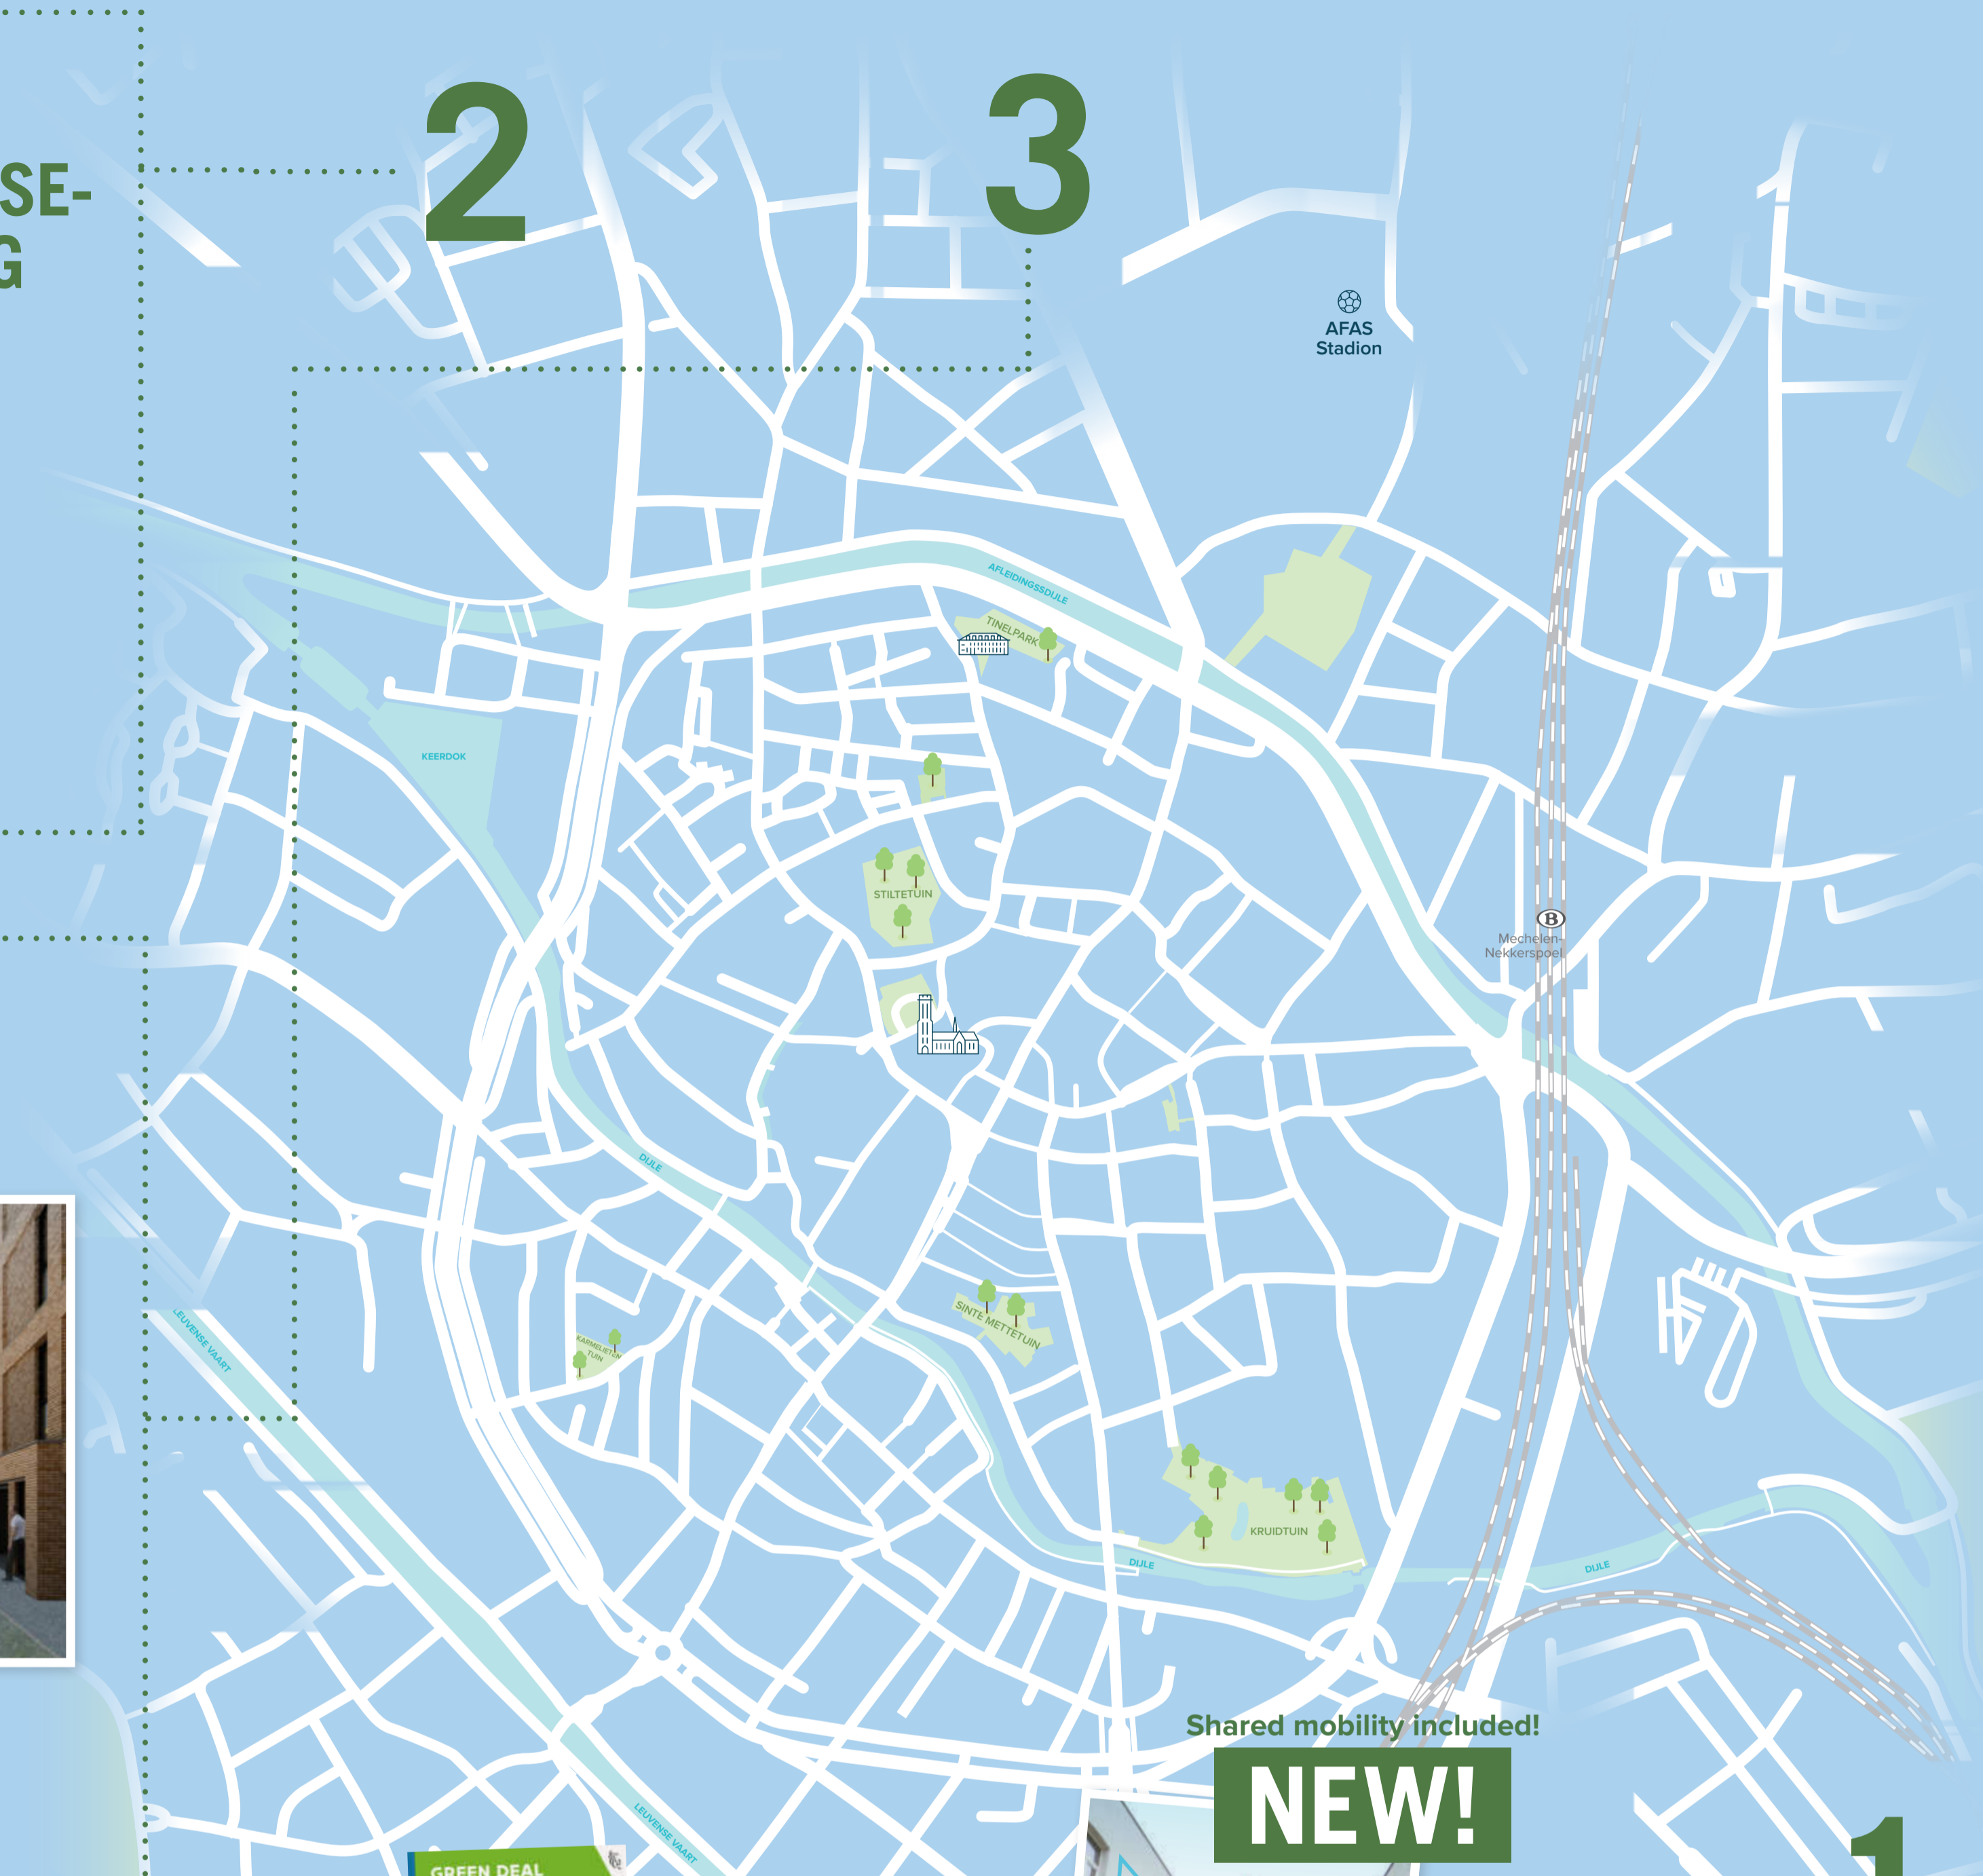 2
3
SE-
G
AFAS
Stadion
AFLEIDINGSDIJLE
TINELPARK
KEERDOK
STILTETUIN
B
Mechelen-
Nekkerspoel
DIJLE
SINTE METTETUIN
KARMELIETEN
TUIN
LEUVENSE VAART
KRUIDTUIN
DIJLE
DIJLE
Shared mobility included!
NEW!
LEUVENSE VAART
GREEN DEAL
1